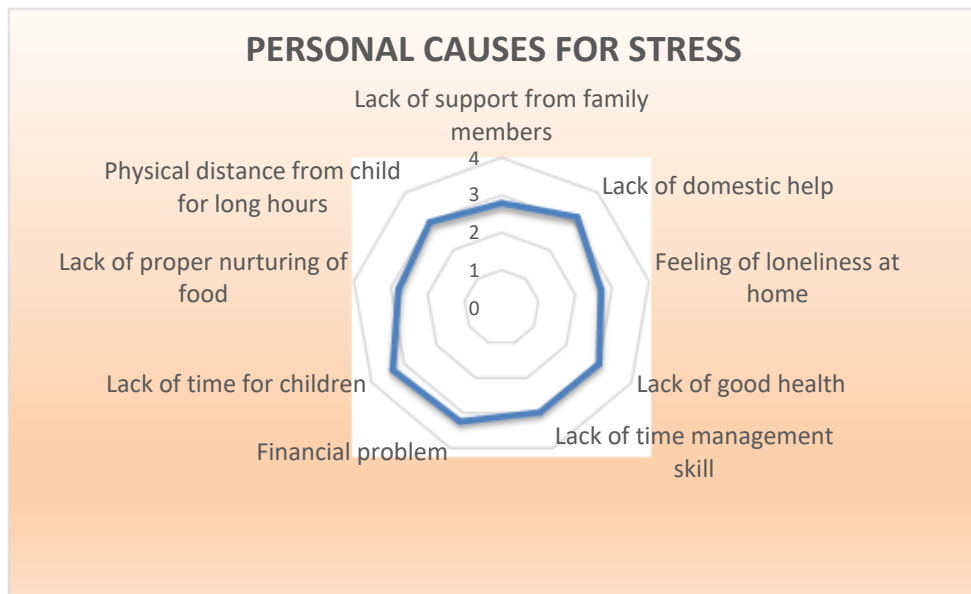 PERSONAL CAUSES FOR STRESS
Lack of support from family
members
Lack of domestic help
Feeling of loneliness at
home
Lack of good health
Lack of time management
skill
Financial problem
Lack of time for children
Lack of proper nurturing of
food
Physical distance from child
for long hours
4
3
2
1
0